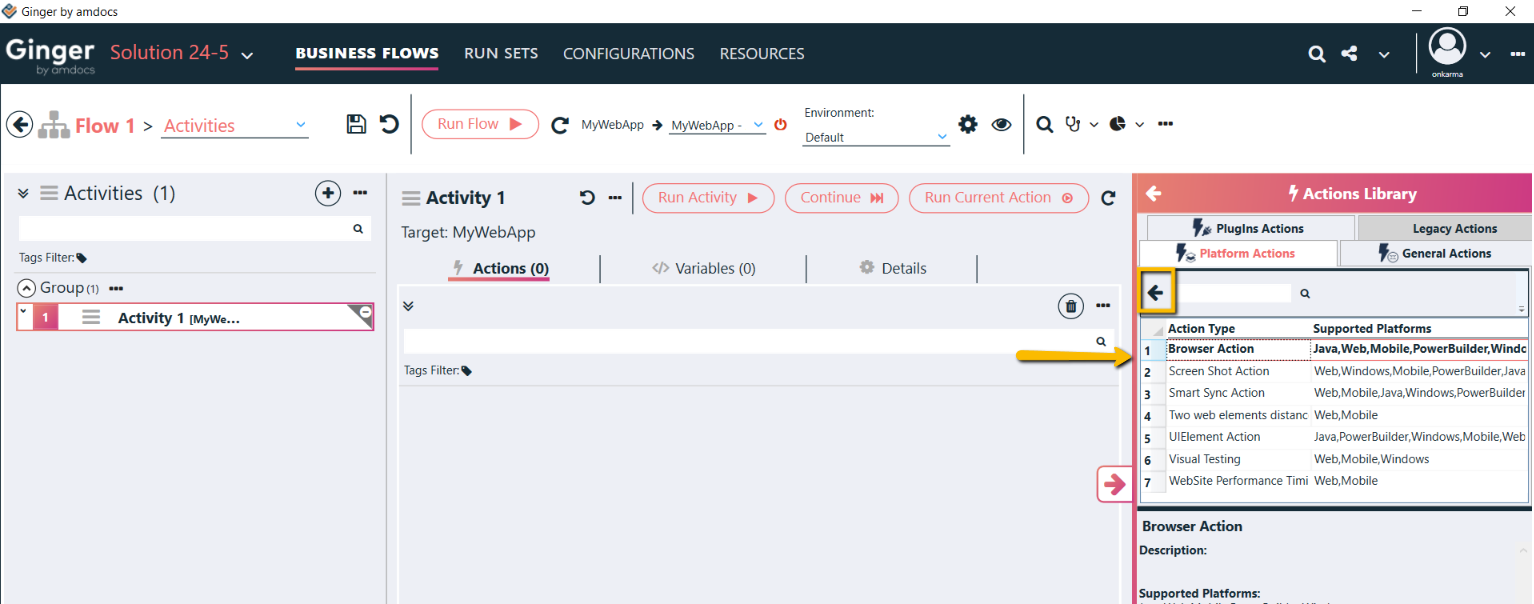 Ginger by amdocs
Ginger
by amdocs
Solution 24-5
BUSINESS FLOWS
RUN SETS
CONFIGURATIONS
RESOURCES
onkarma
Flow 1 > Activities
Run Flow
MyWebApp
MyWebApp -
Environment:
Default
Activities (1)
Tags Filter:
Group (1)
1 Activity 1 [MyWe...
Activity 1
Run Activity
Continue
Run Current Action
Target: MyWebApp
Actions (0)
Variables (0)
Details
Tags Filter:
Actions Library
PlugIns Actions
Legacy Actions
Platform Actions
General Actions
Action Type Supported Platforms
1 Browser Action Java,Web,Mobile,PowerBuilder,Windo
2 Screen Shot Action Web,Windows,Mobile,PowerBuilder,Java
3 Smart Sync Action Web,Mobile,Java,Windows,PowerBuilder
4 Two web elements distanc Web,Mobile
5 UIElement Action Java,PowerBuilder,Windows,Mobile,Web
6 Visual Testing Web,Mobile,Windows
7 WebSite Performance Timi Web,Mobile
Browser Action
Description:
Supported Platforms: